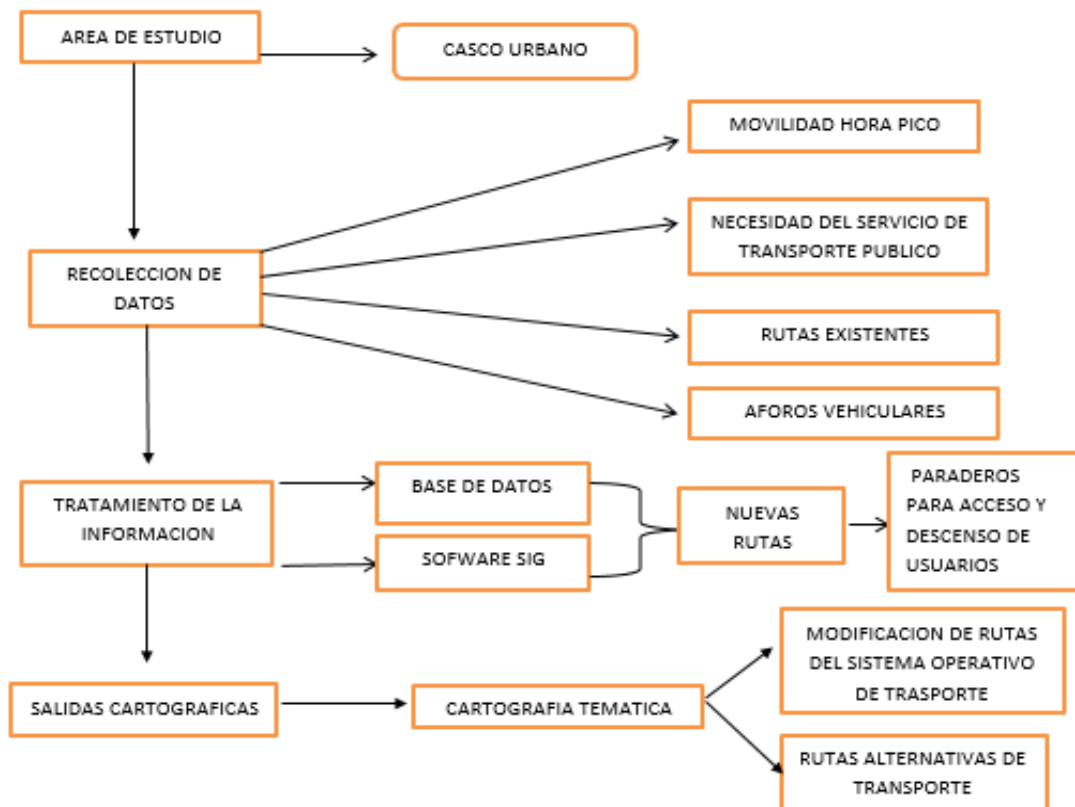 AREA DE ESTUDIO
CASCO URBANO
MOVILIDAD HORA PICO
NECESIDAD DEL SERVICIO DE
TRANSPORTE PUBLICO
RECOLECCION DE
DATOS
RUTAS EXISTENTES
AFOROS VEHICULARES
TRATAMIENTO DE LA
INFORMACION
BASE DE DATOS
SOFWARE SIG
NUEVAS
RUTAS
PARADEROS
PARA ACCESO Y
DESCENSO DE
USUARIOS
SALIDAS CARTOGRAFICAS
CARTOGRAFIA TEMATICA
MODIFICACION DE RUTAS
DEL SISTEMA OPERATIVO
DE TRASPORTE
RUTAS ALTERNATIVAS DE
TRANSPORTE